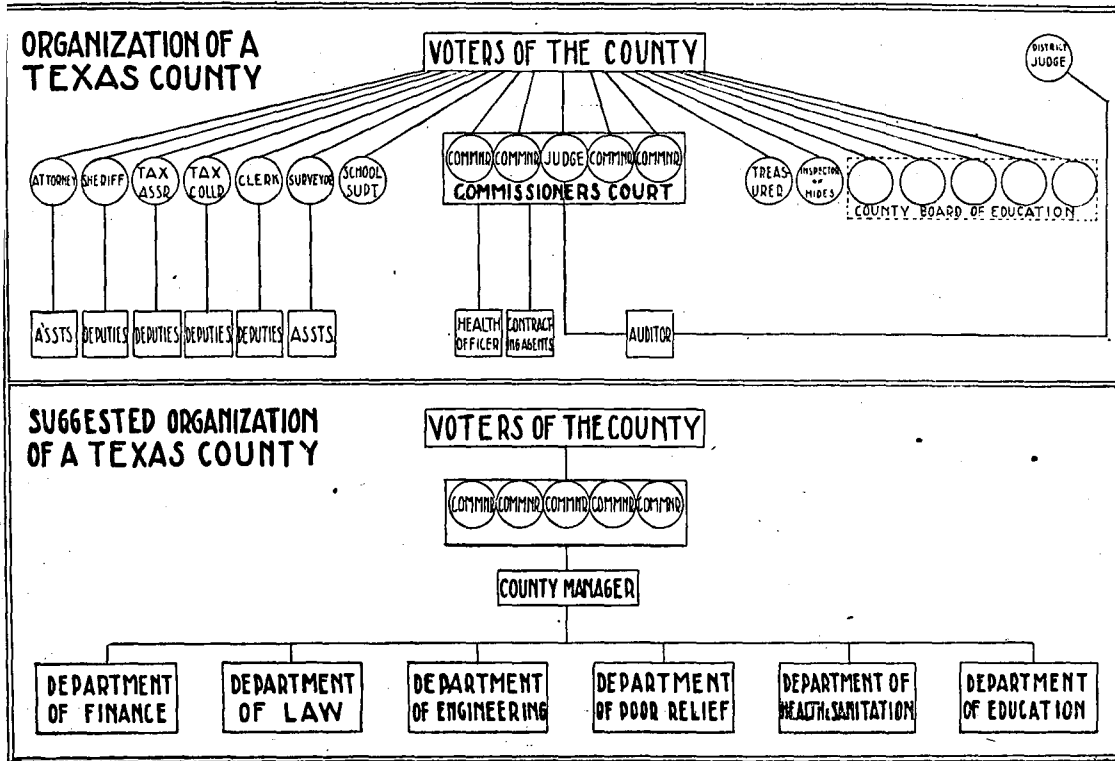 ORGANIZATION OF A
TEXAS COUNTY
VOTERS OF THE COUNTY
DISTRICT
JUDGE
ATTORNEY
SHERIFF
TAX
ASSR
TAX
COLLR
CLERK
SURVEYOR
SCHOOL
SUPT
COMMNR
COMMNR
JUDGE
COMMNR
COMMNR
COMMISSIONERS COURT
TREAS-
URER
INSPECTOR
OF
HIDES
COUNTY BOARD OF EDUCATION
ASSTS
DEPUTIES
DEPUTIES
DEPUTIES
DEPUTIES
ASSTS.
HEALTH
OFFICER
CONTRACT-
ING AGENTS
AUDITOR
SUGGESTED ORGANIZATION
OF A TEXAS COUNTY
VOTERS OF THE COUNTY
COMMNR
COMMNR
COMMNR
COMMNR
COMMNR
COUNTY MANAGER
DEPARTMENT
OF FINANCE
DEPARTMENT
OF LAW
DEPARTMENT
OF ENGINEERING
DEPARTMENT
OF POOR RELIEF
DEPARTMENT OF
HEALTH & SANITATION
DEPARTMENT
OF EDUCATION